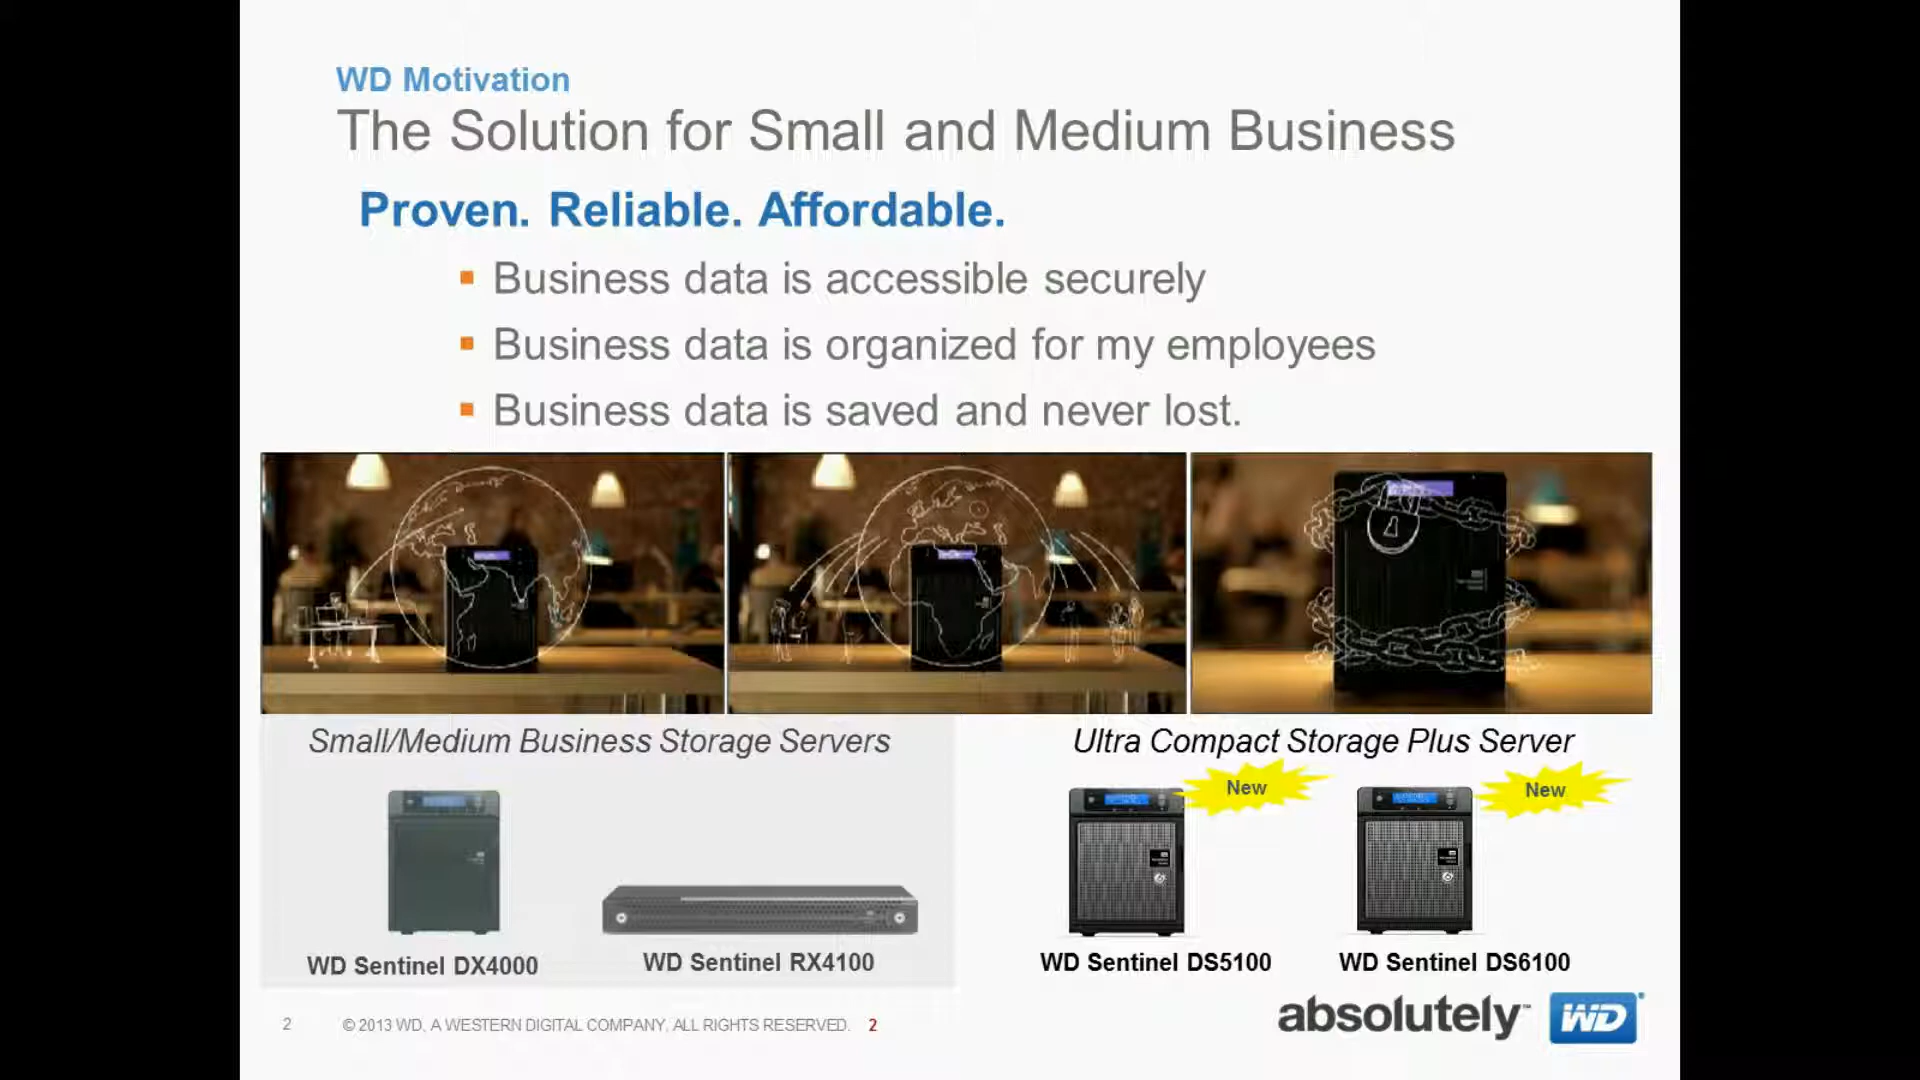 WD Motivation
The Solution for Small and Medium Business
Proven. Reliable. Affordable.
Business data is accessible securely
Business data is organized for my employees
Business data is saved and never lost.
Small/Medium Business Storage Servers
Ultra Compact Storage Plus Server
New
New
WD Sentinel DX4000
WD Sentinel RX4100
WD Sentinel DS5100
WD Sentinel DS6100
2
© 2013 WD, A WESTERN DIGITAL COMPANY, ALL RIGHTS RESERVED.
2
absolutely™
WD